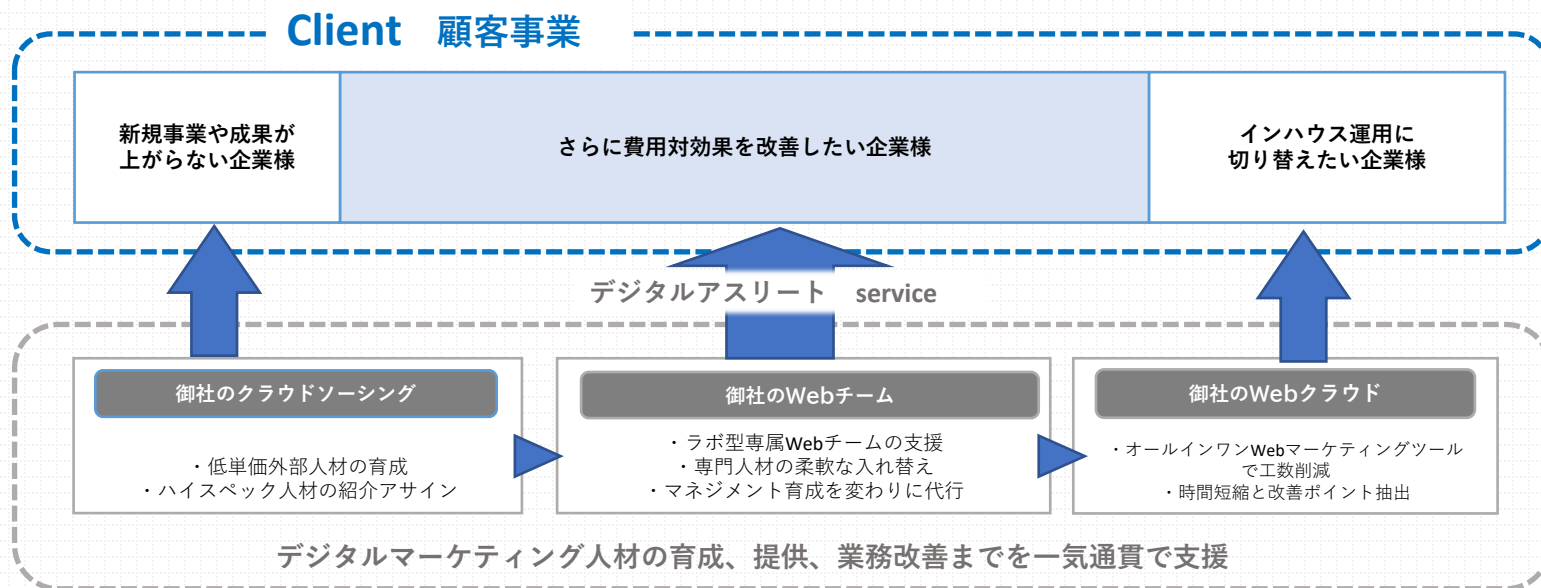 Client 顧客事業
新規事業や成果が
上がらない企業様
さらに費用対効果を改善したい企業様
インハウス運用に
切り替えたい企業様
デジタルアスリート service
御社のクラウドソーシング
・低単価外部人材の育成
・ハイスペック人材の紹介アサイン
御社のWebチーム
・ラボ型専属Webチームの支援
・専門人材の柔軟な入れ替え
・マネジメント育成を変わりに代行
御社のWebクラウド
・オールインワンWebマーケティングツール
で工数削減
・時間短縮と改善ポイント抽出
デジタルマーケティング人材の育成、提供、業務改善までを一気通貫で支援